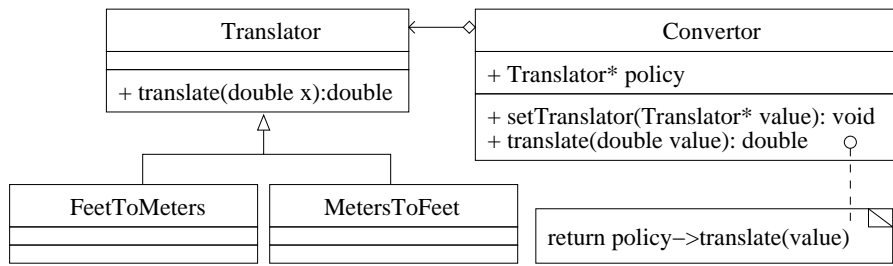 Translator
+ translate(double x):double
Convertor
+ Translator* policy
+ setTranslator(Translator* value): void
+ translate(double value): double
FeetToMeters
MetersToFeet
return policy−>translate(value)